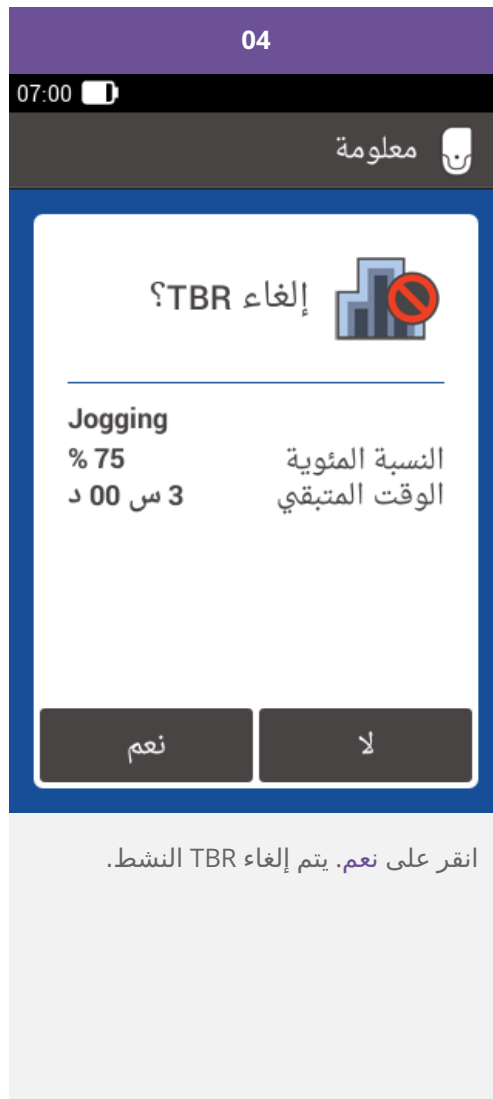 04
07:00
معلومة
إلغاء TBR؟
Jogging
النسبة المئوية 75 %
الوقت المتبقي 3 س 00 د
لا نعم
انقر على نعم. يتم إلغاء TBR النشط.